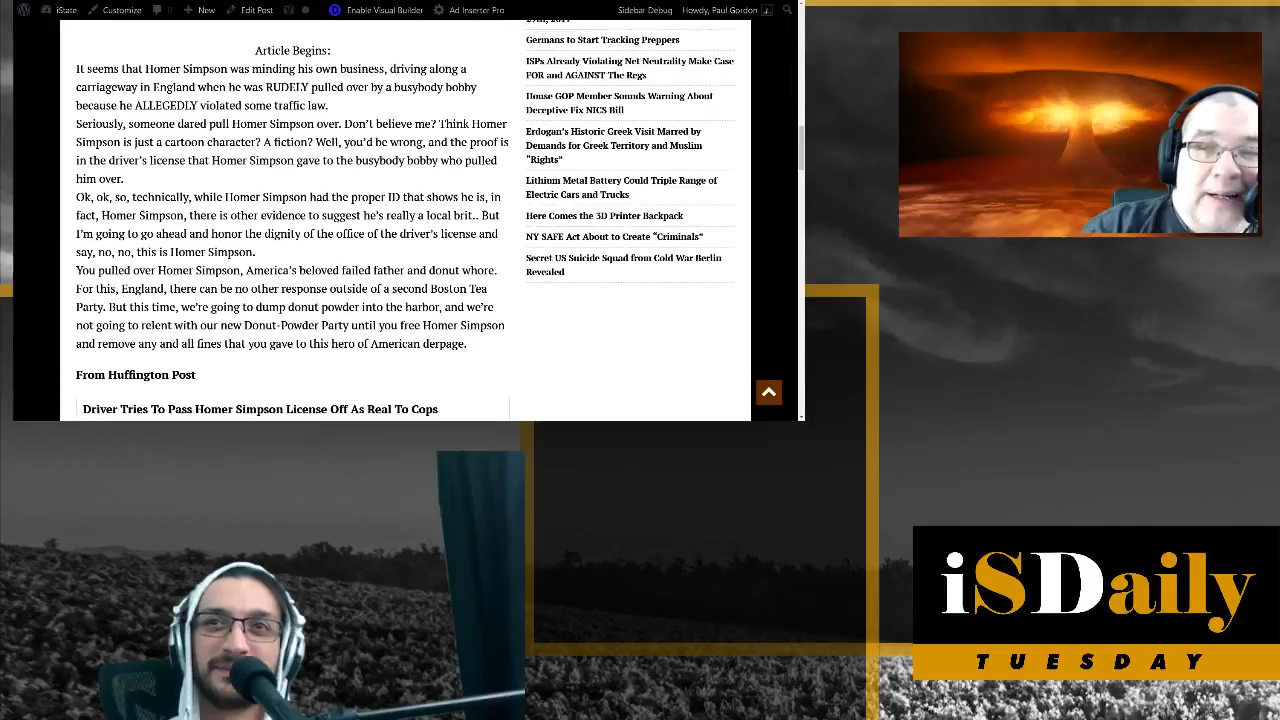 iState
Customize
0
New
Edit Post
Enable Visual Builder
Ad Inserter Pro
Sidebar Debug
Howdy, Paul Gordon
Article Begins:
It seems that Homer Simpson was minding his own business, driving along a
carriageway in England when he was RUDELY pulled over by a busybody bobby
because he ALLEGEDLY violated some traffic law.
Seriously, someone dared pull Homer Simpson over. Don’t believe me? Think Homer
Simpson is just a cartoon character? A fiction? Well, you’d be wrong, and the proof is
in the driver’s license that Homer Simpson gave to the busybody bobby who pulled
him over.
Ok, ok, so, technically, while Homer Simpson had the proper ID that shows he is, in
fact, Homer Simpson, there is other evidence to suggest he’s really a local brit.. But
I’m going to go ahead and honor the dignity of the office of the driver’s license and
say, no, no, this is Homer Simpson.
You pulled over Homer Simpson, America’s beloved failed father and donut whore.
For this, England, there can be no other response outside of a second Boston Tea
Party. But this time, we’re going to dump donut powder into the harbor, and we’re
not going to relent with our new Donut-Powder Party until you free Homer Simpson
and remove any and all fines that you gave to this hero of American derpage.
From Huffington Post
Driver Tries To Pass Homer Simpson License Off As Real To Cops
29th, 2017
Germans to Start Tracking Preppers
ISPs Already Violating Net Neutrality Make Case
FOR and AGAINST The Regs
House GOP Member Sounds Warning About
Deceptive Fix NICS Bill
Erdogan’s Historic Greek Visit Marred by
Demands for Greek Territory and Muslim
“Rights”
Lithium Metal Battery Could Triple Range of
Electric Cars and Trucks
Here Comes the 3D Printer Backpack
NY SAFE Act About to Create “Criminals”
Secret US Suicide Squad from Cold War Berlin
Revealed
iSDaily
TUESDAY